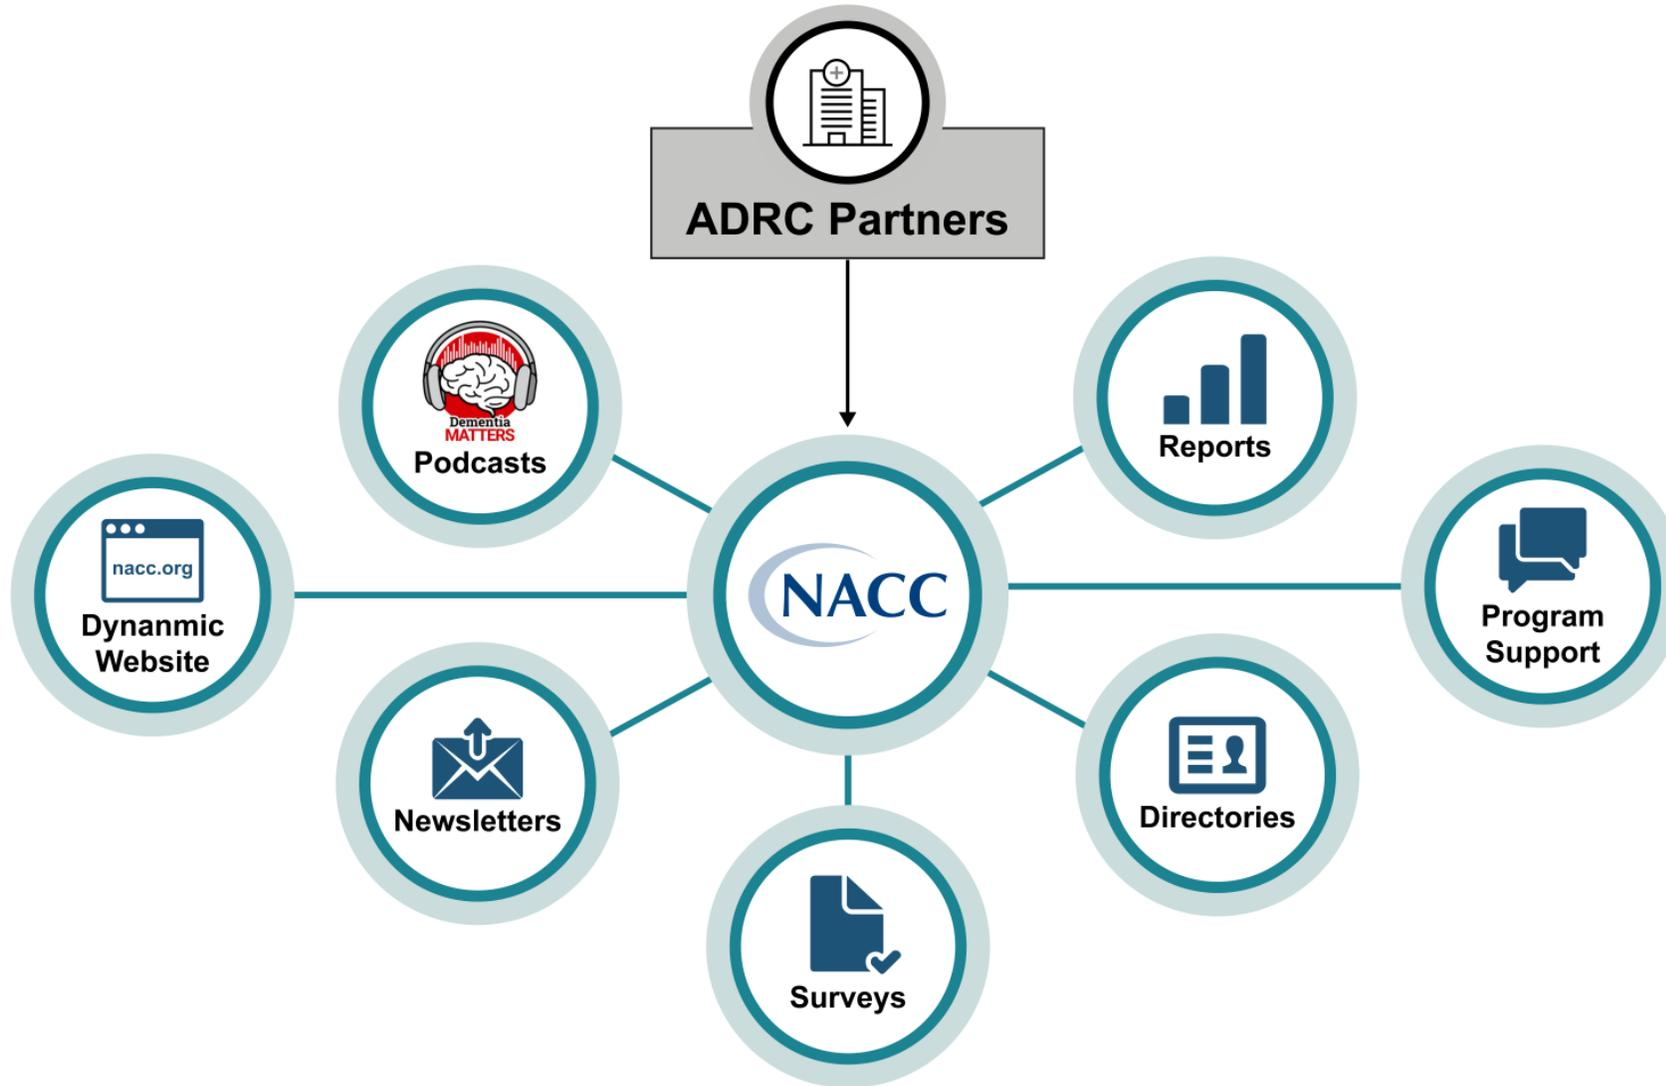 ADRC Partners
Dementia
MATTERS
Podcasts
Reports
nacc.org
Dynanmic
Website
NACC
Program
Support
Newsletters
Directories
Surveys